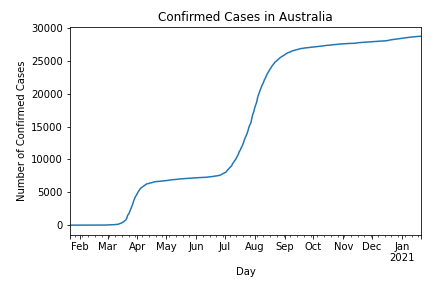 Confirmed Cases in Australia
Number of Confirmed Cases
30000
25000
20000
15000
10000
5000
0
Feb Mar Apr May Jun Jul Aug Sep Oct Nov Dec Jan
2021
Day